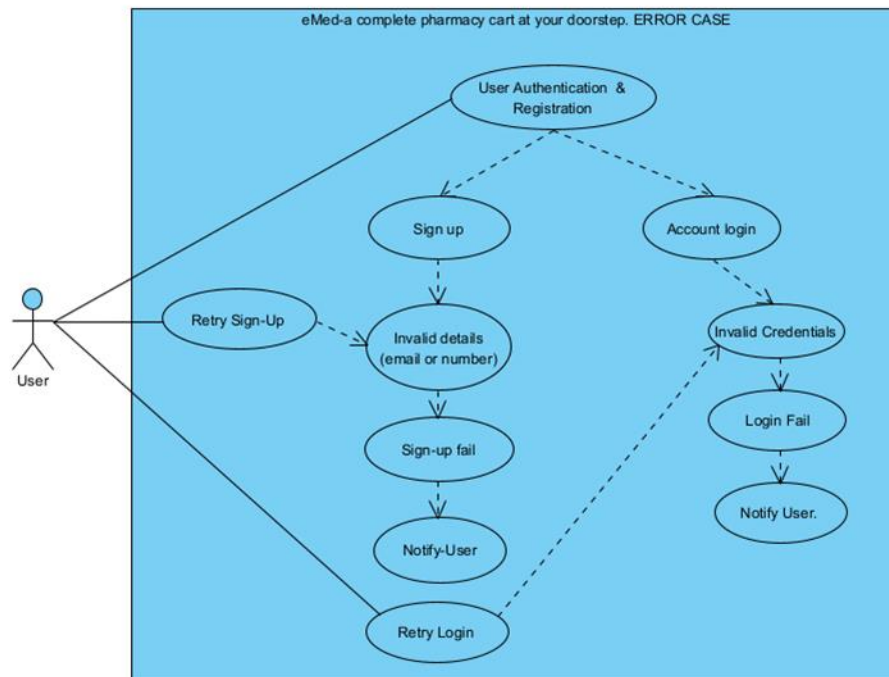 eMed-a complete pharmacy cart at your doorstep. ERROR CASE
User Authentication &
Registration
Sign up
Account login
Retry Sign-Up
Invalid details
(email or number)
Invalid Credentials
User
Sign-up fail
Login Fail
Notify-User
Notify User.
Retry Login